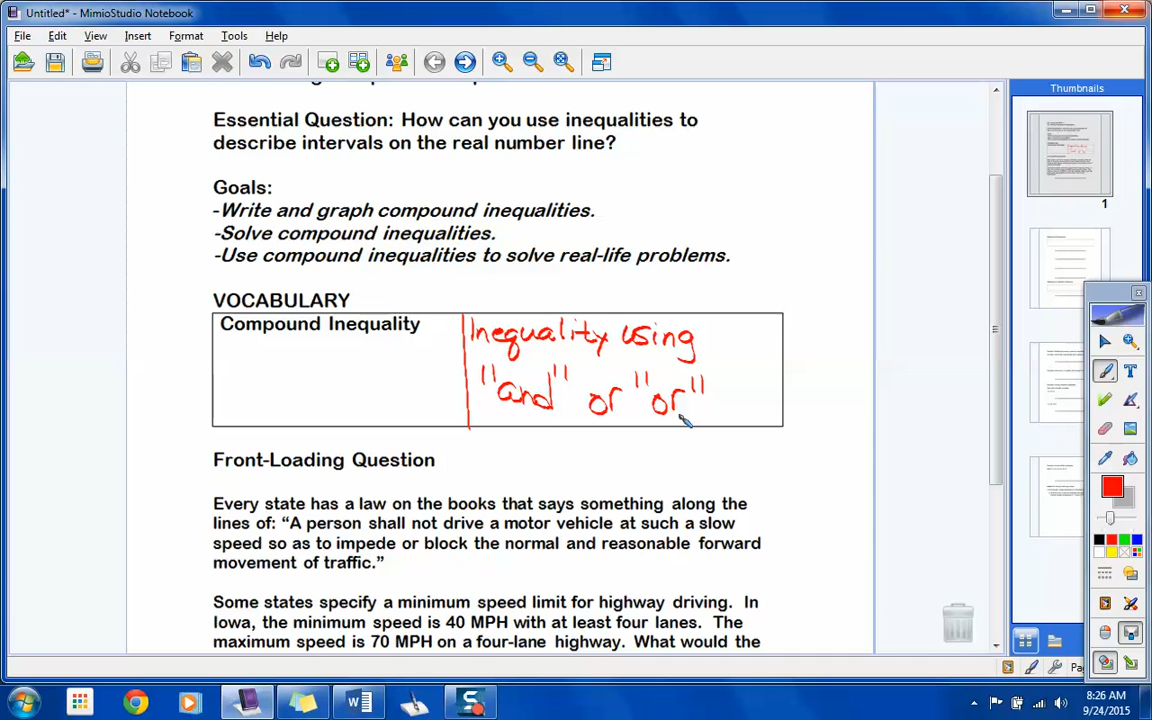 Untitled* - MimioStudio Notebook
File Edit View Insert Format Tools Help
Essential Question: How can you use inequalities to
describe intervals on the real number line?
Goals:
-Write and graph compound inequalities.
-Solve compound inequalities.
-Use compound inequalities to solve real-life problems.
VOCABULARY
Compound Inequality
Inequality using
"and" or "or"
Front-Loading Question
Every state has a law on the books that says something along the
lines of: “A person shall not drive a motor vehicle at such a slow
speed so as to impede or block the normal and reasonable forward
movement of traffic.”
Some states specify a minimum speed limit for highway driving. In
Iowa, the minimum speed is 40 MPH with at least four lanes. The
maximum speed is 70 MPH on a four-lane highway. What would the
Thumbnails
1
8:26 AM
9/24/2015